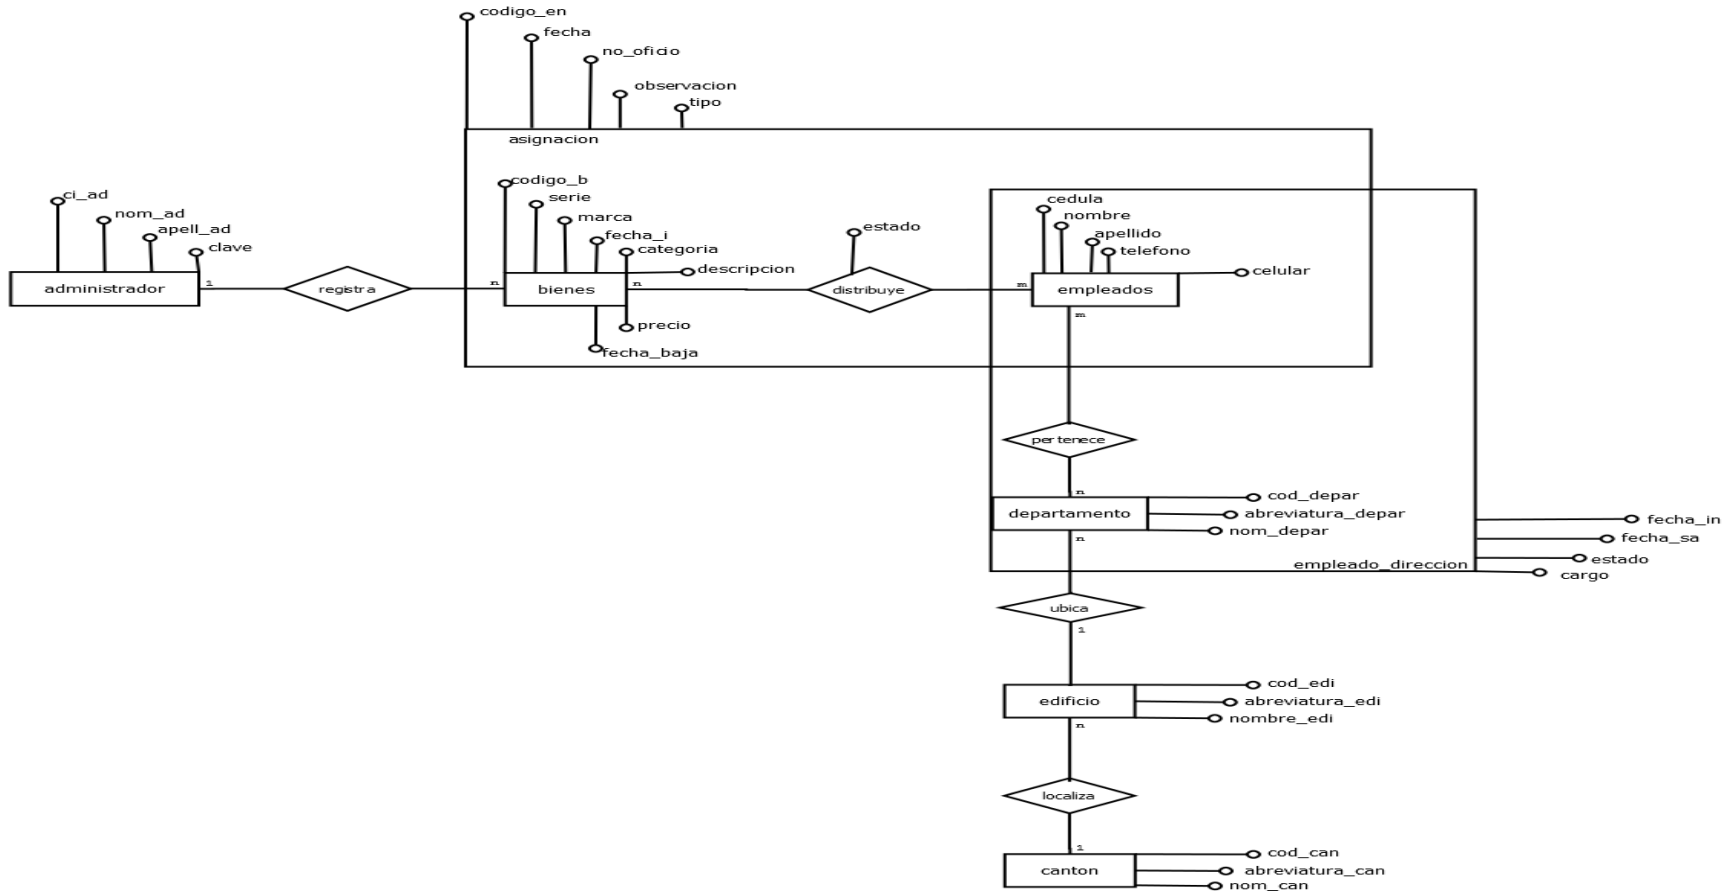 codigo_en
fecha
no_oficio
observacion
tipo
asignacion
ci_ad
nom_ad
apell_ad
clave
administrador
1
registra
n
codigo_b
serie
marca
fecha_i
categoria
descripcion
bienes
n
precio
fecha_baja
estado
distribuye
m
cedula
nombre
apellido
telefono
celular
empleados
m
pertenece
n
departamento
cod_depar
abreviatura_depar
nom_depar
n
empleado_direccion
fecha_in
fecha_sa
estado
cargo
ubica
1
edificio
cod_edi
abreviatura_edi
nombre_edi
n
localiza
1
canton
cod_can
abreviatura_can
nom_can